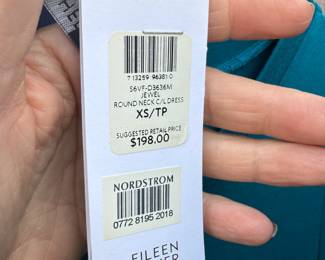 7 13259 96381 0
S6VF-D3636M
JEWEL
ROUND NECK C/L DRESS
XS/TP
SUGGESTED RETAIL PRICE
$198.00
NORDSTROM
0772 8195 2018
EILEEN